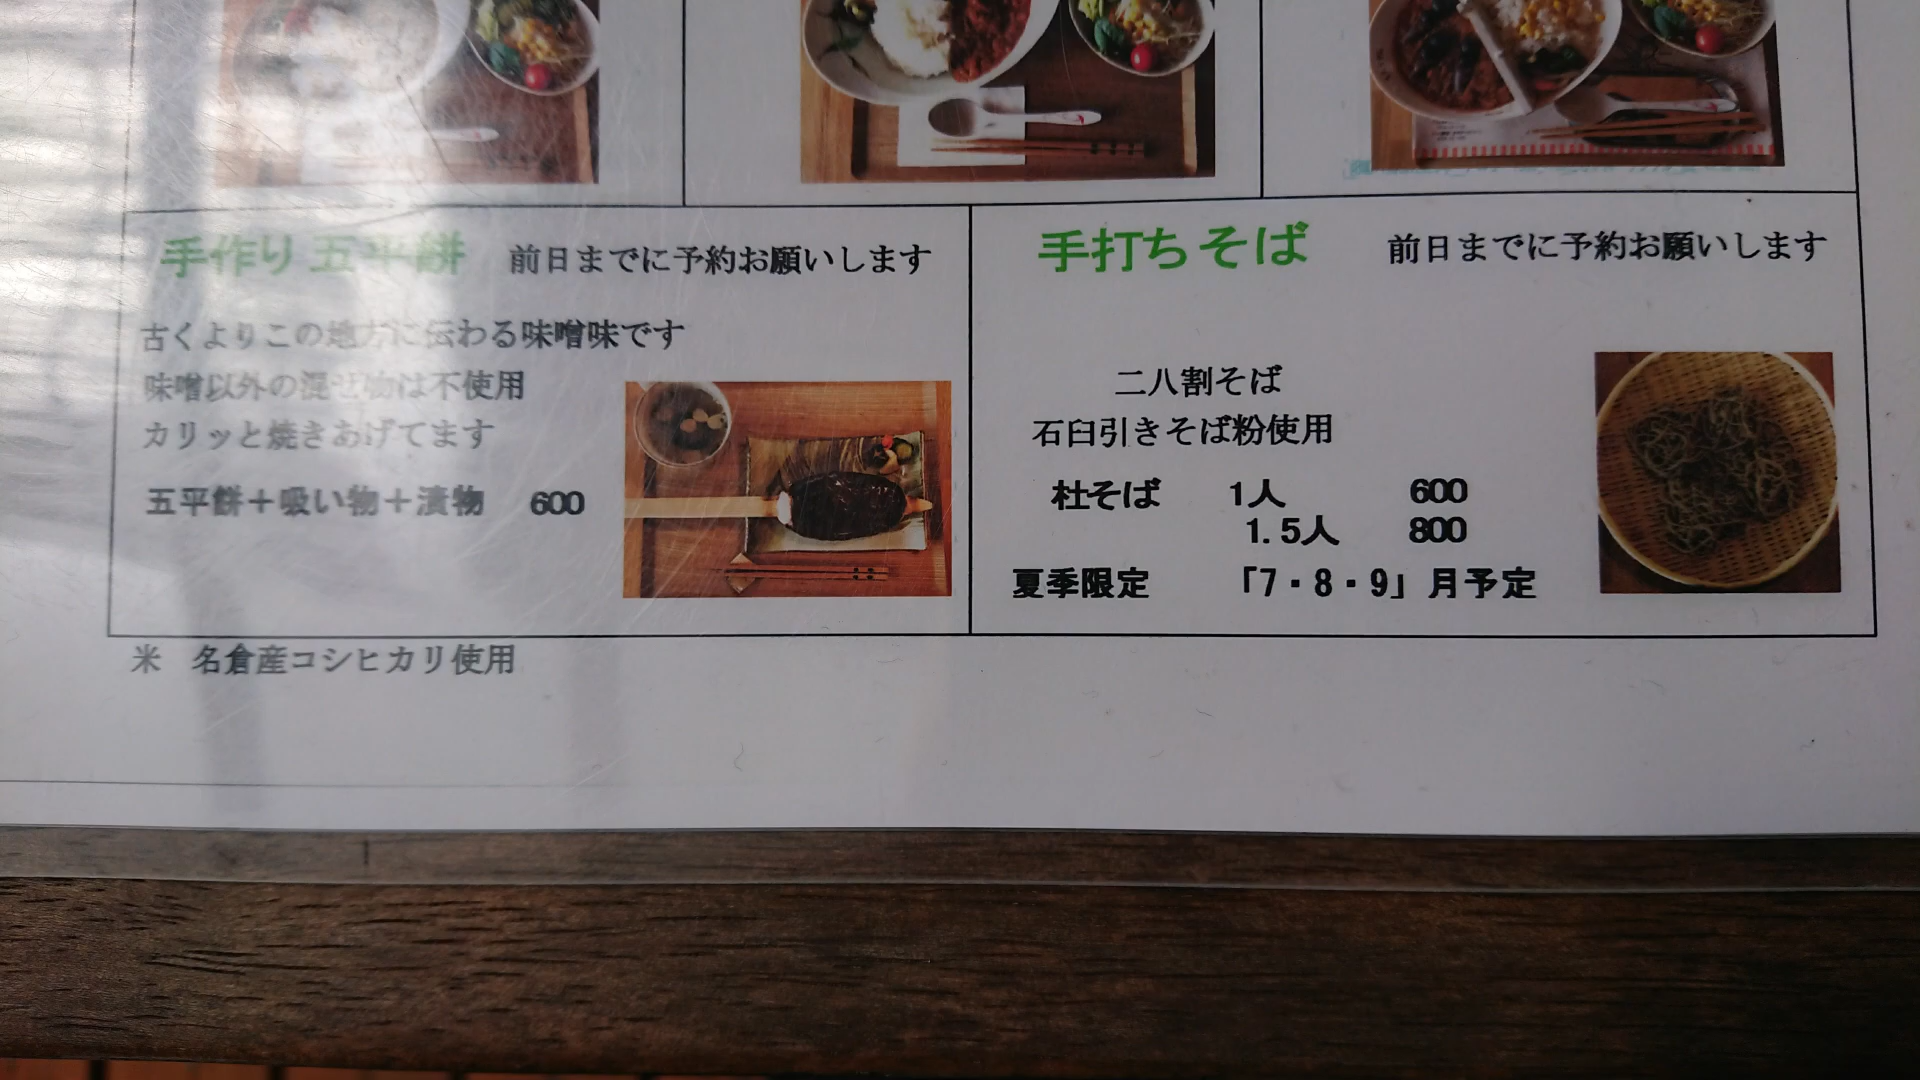 手作り 五平餅 前日までに予約お願いします
古くよりこの地方に伝わる味噌味です
味噌以外の混ぜ物は不使用
カリッと焼きあげてます
五平餅＋吸い物＋漬物 600
手打ちそば 前日までに予約お願いします
二八割そば
石臼引きそば粉使用
杜そば 1人 600
1.5人 800
夏季限定 「7・8・9」月予定
米 名倉産コシヒカリ使用